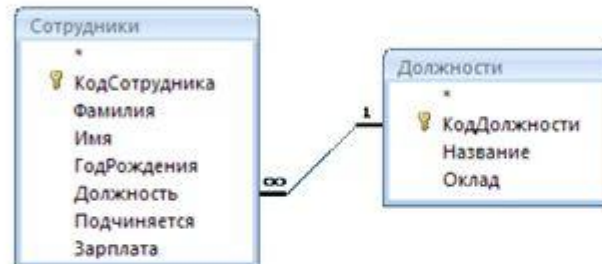 Сотрудники
*
КодСотрудника
Фамилия
Имя
ГодРождения
Должность
Подчиняется
Зарплата
∞
1
Должности
*
КодДолжности
Название
Оклад